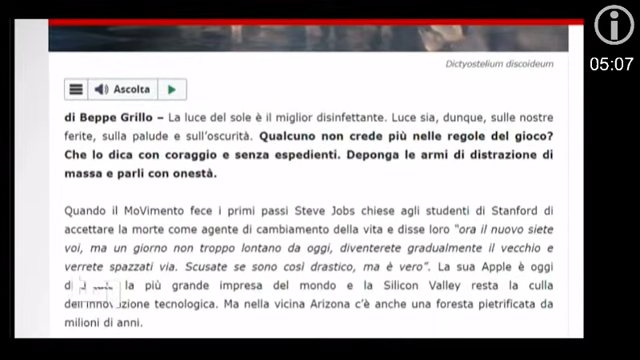 05:07
Dictyostelium discoideum
Ascolta
di Beppe Grillo – La luce del sole è il miglior disinfettante. Luce sia, dunque, sulle nostre
ferite, sulla palude e sull'oscurità. Qualcuno non crede più nelle regole del gioco?
Che lo dica con coraggio e senza espedienti. Deponga le armi di distrazione di
massa e parli con onestà.
Quando il MoVimento fece i primi passi Steve Jobs chiese agli studenti di Stanford di
accettare la morte come agente di cambiamento della vita e disse loro "ora il nuovo siete
voi, ma un giorno non troppo lontano da oggi, diventerete gradualmente il vecchio e
verrete spazzati via. Scusate se sono così drastico, ma è vero". La sua Apple è oggi
la più grande impresa del mondo e la Silicon Valley resta la culla
dell'innovazione tecnologica. Ma nella vicina Arizona c'è anche una foresta pietrificata da
milioni di anni.